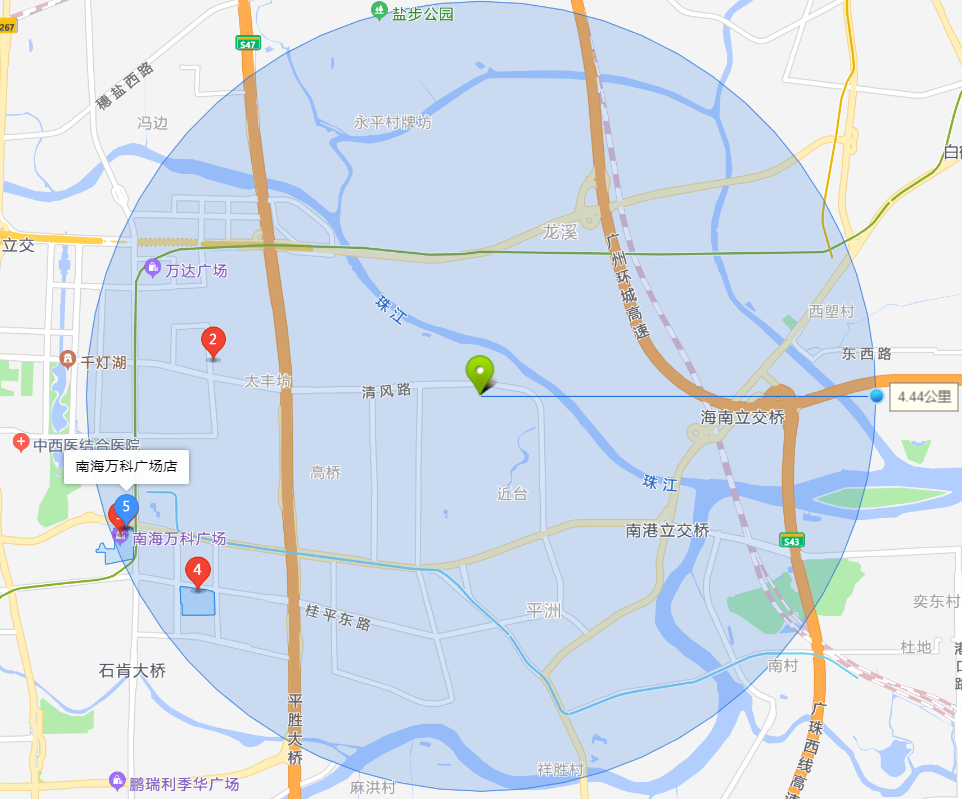 盐步公园
267
S47
穗盐西路
冯边
永平村牌坊
立交
龙溪
广州环城高速
万达广场
珠江
西塱村
2
千灯湖
太丰坊
清风路
东西路
4.44公里
海南立交桥
中西医结合医院
南海万科广场店
高桥
近台
珠江
5
南海万科广场
南港立交桥
S43
4
桂平东路
平洲
奕东村
杜地
南村
石肯大桥
平胜大桥
广珠西线高速
祥胜村
鹏瑞利季华广场
麻洪村